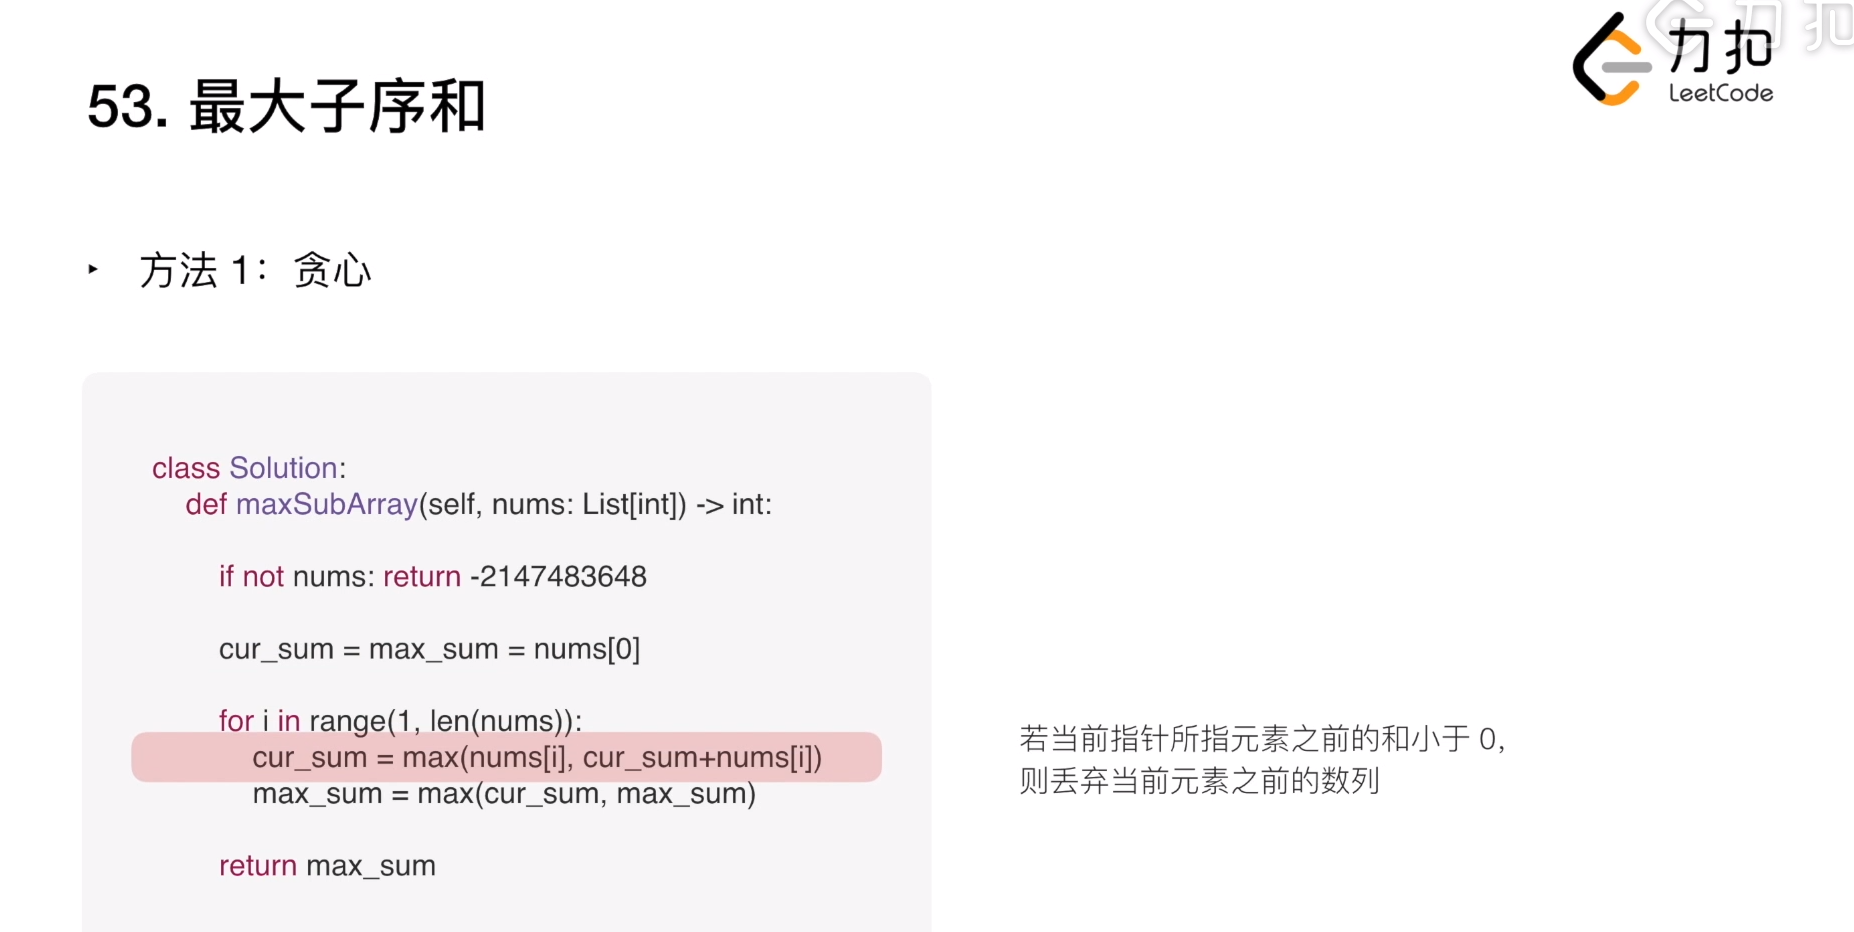 力扣
LeetCode
力扣
53. 最大子序和
‣ 方法 1：贪心
class Solution:
def maxSubArray(self, nums: List[int]) -> int:
if not nums: return -2147483648
cur_sum = max_sum = nums[0]
for i in range(1, len(nums)):
cur_sum = max(nums[i], cur_sum+nums[i])
max_sum = max(cur_sum, max_sum)
return max_sum
若当前指针所指元素之前的和小于 0，
则丢弃当前元素之前的数列